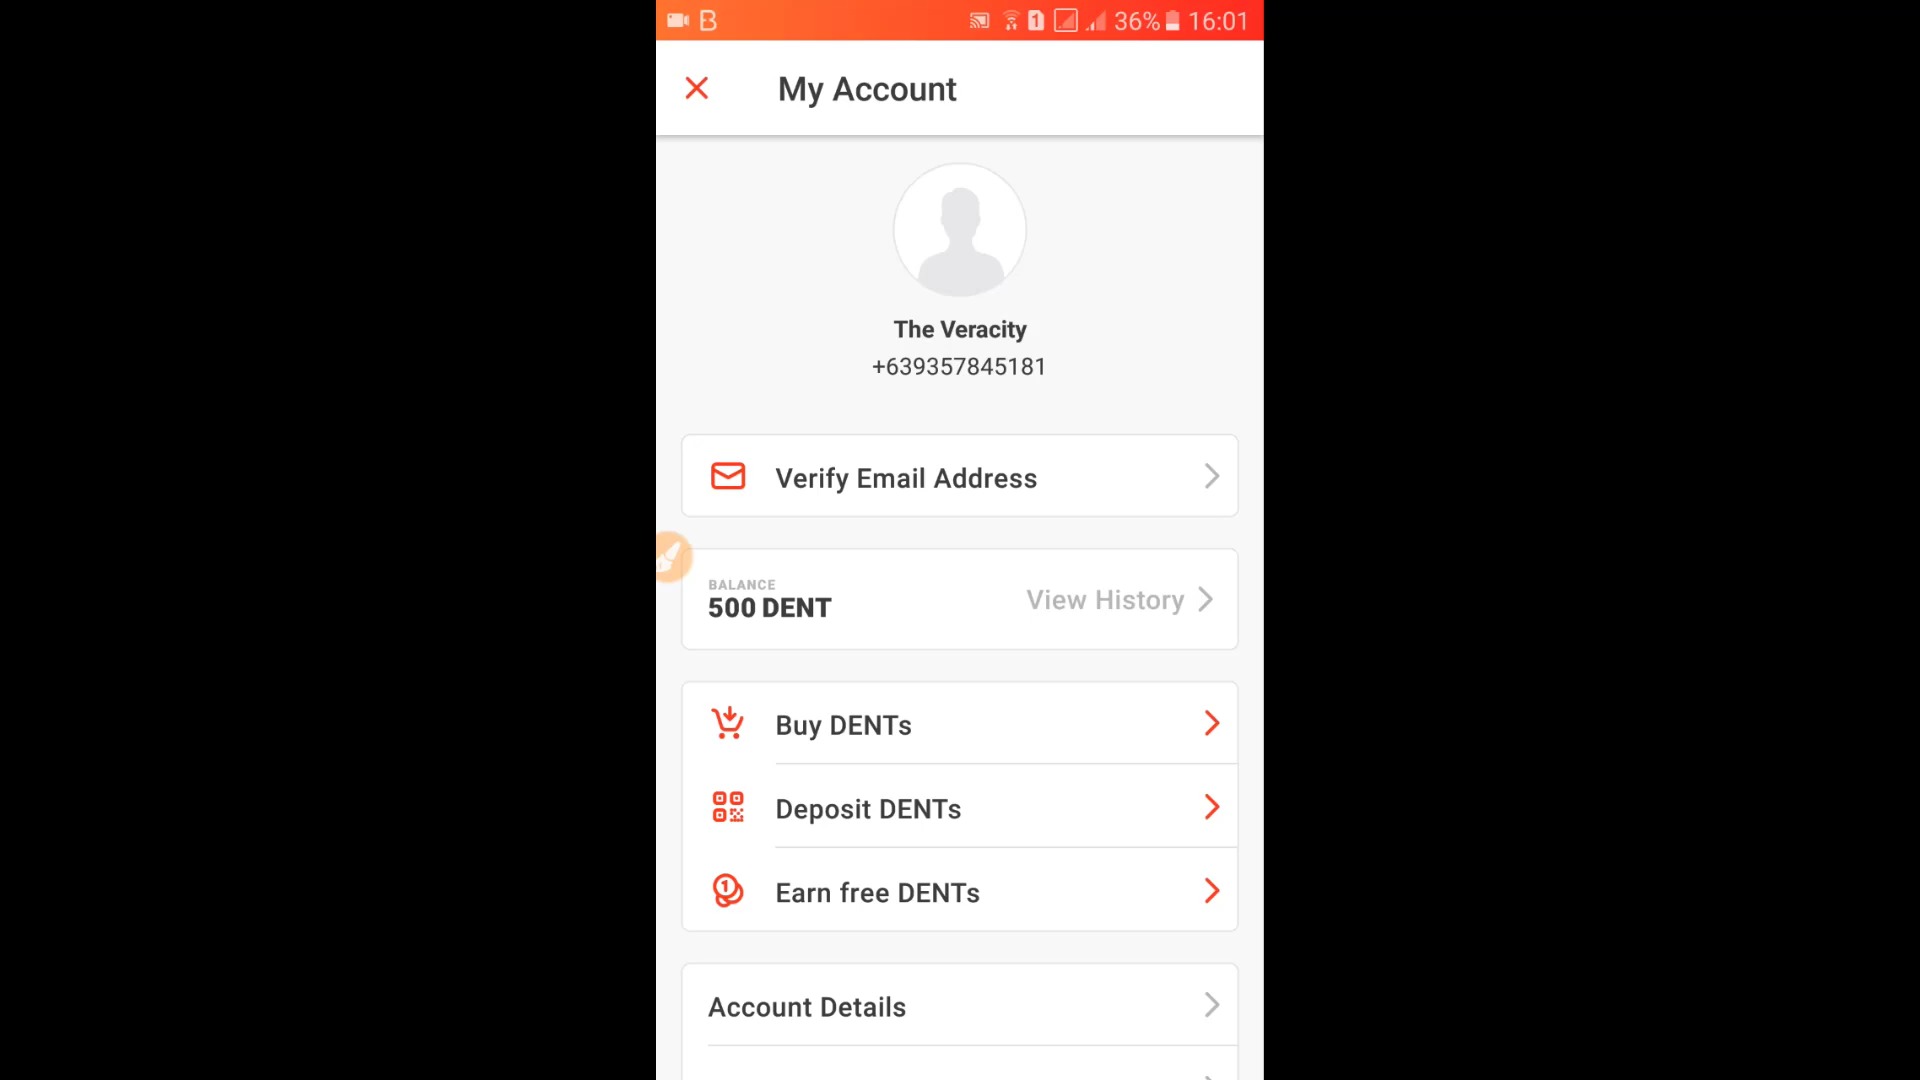 1 36% 16:01
My Account
The Veracity
+639357845181
Verify Email Address
BALANCE
500 DENT
View History
Buy DENTs
Deposit DENTs
Earn free DENTs
Account Details